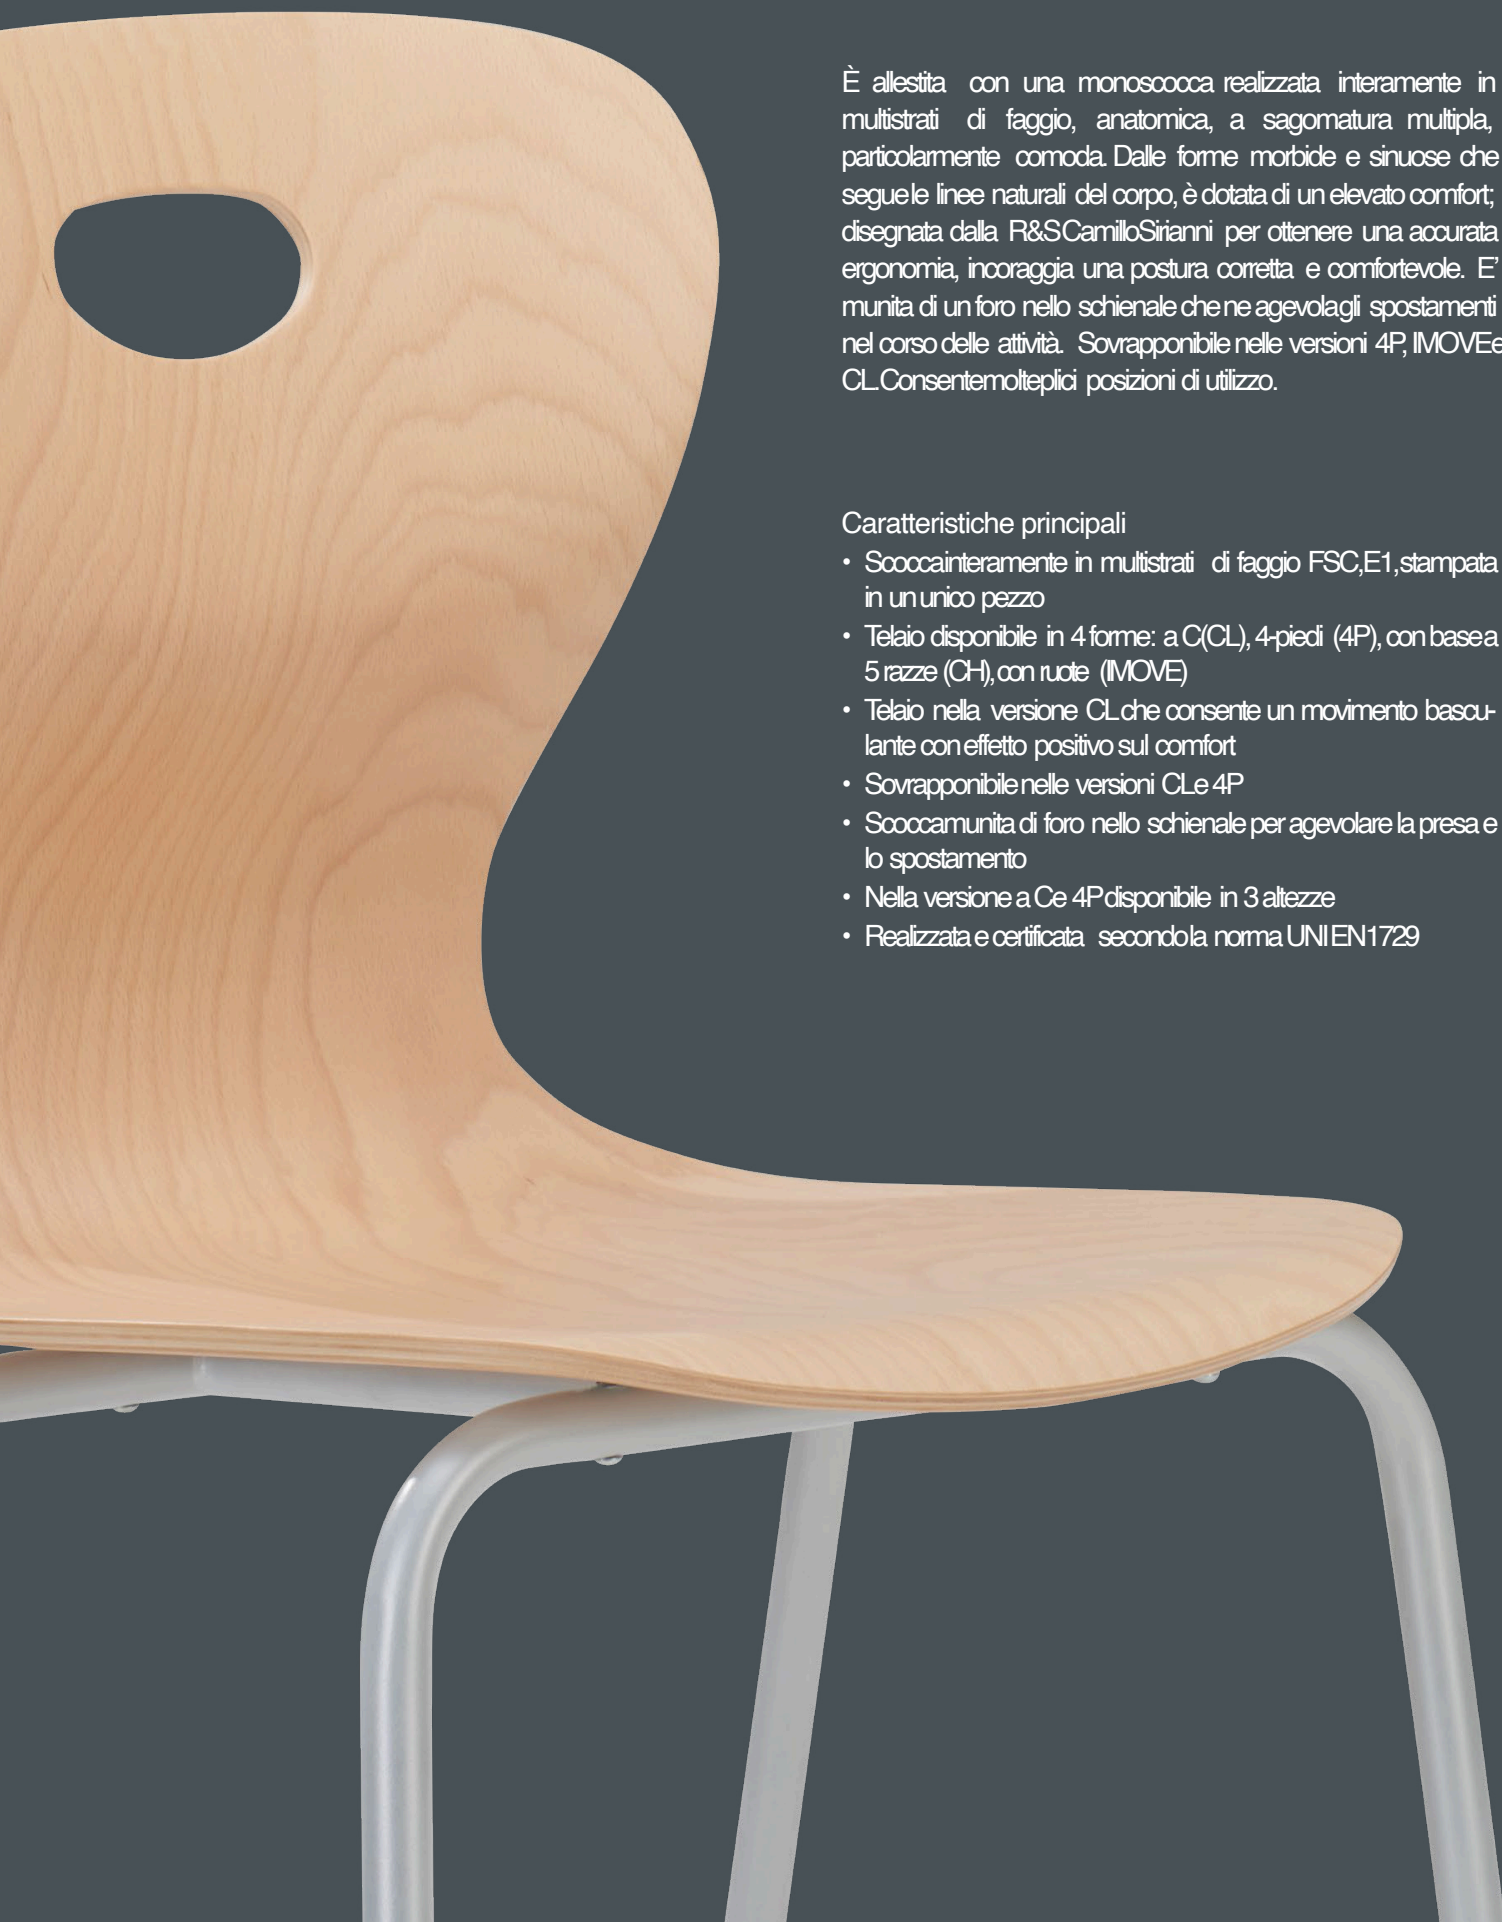 È allestita con una monoscocca realizzata interamente in
multistrati di faggio, anatomica, a sagomatura multipla,
particolarmente comoda. Dalle forme morbide e sinuose che
segue le linee naturali del corpo, è dotata di un elevato comfort;
disegnata dalla R&S CamilloSirianni per ottenere una accurata
ergonomia, incoraggia una postura corretta e comfortevole. E'
munita di un foro nello schienale che ne agevola gli spostamenti
nel corso delle attività. Sovrapponibile nelle versioni 4P, IMOVE e
CL. Consente molteplici posizioni di utilizzo.
Caratteristiche principali
• Scocca interamente in multistrati di faggio FSC, E1, stampata
in un unico pezzo
• Telaio disponibile in 4 forme: a C (CL), 4-piedi (4P), con base a
5 razze (CH), con ruote (IMOVE)
• Telaio nella versione CL che consente un movimento bascu-
lante con effetto positivo sul comfort
• Sovrapponibile nelle versioni CL e 4P
• Scocca munita di foro nello schienale per agevolare la presa e
lo spostamento
• Nella versione a C e 4P disponibile in 3 altezze
• Realizzata e certificata secondo la norma UNI EN 1729